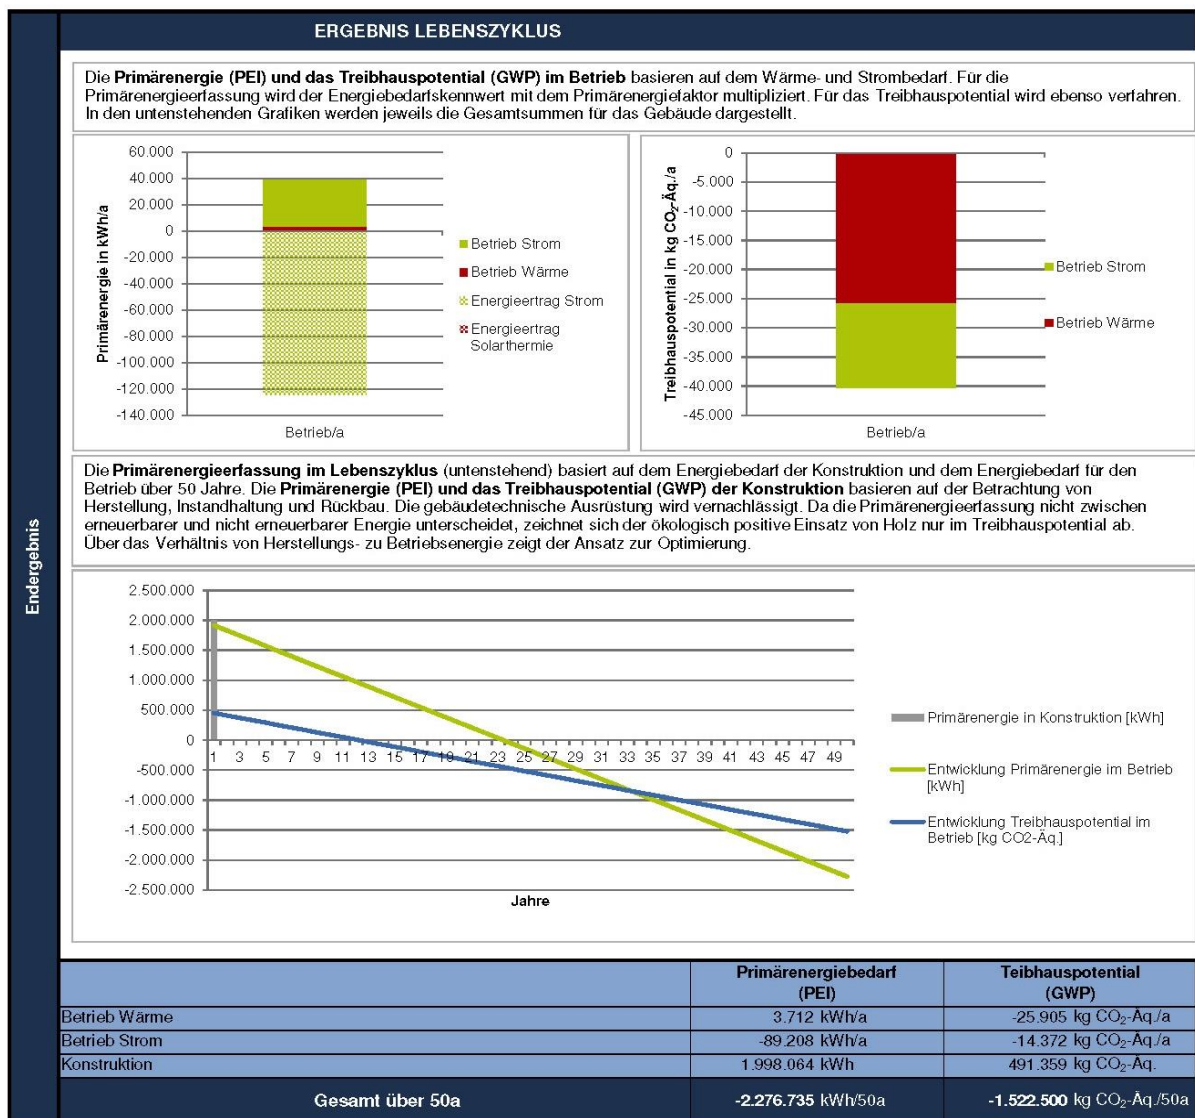 ERGEBNIS LEBENSZYKLUS
Endergebnis
Die Primärenergie (PEI) und das Treibhauspotential (GWP) im Betrieb basieren auf dem Wärme- und Strombedarf. Für die
Primärenergieerfassung wird der Energiebedarfskennwert mit dem Primärenergiefaktor multipliziert. Für das Treibhauspotential wird ebenso verfahren.
In den untenstehenden Grafiken werden jeweils die Gesamtsummen für das Gebäude dargestellt.
Primärenergie in kWh/a
60.000
40.000
20.000
0
-20.000
-40.000
-60.000
-80.000
-100.000
-120.000
-140.000
Betrieb/a
Betrieb Strom
Betrieb Wärme
Energieertrag Strom
Energieertrag
Solarthermie
Treibhauspotential in kg CO₂-Äq./a
0
-5.000
-10.000
-15.000
-20.000
-25.000
-30.000
-35.000
-40.000
-45.000
Betrieb/a
Betrieb Strom
Betrieb Wärme
Die Primärenergieerfassung im Lebenszyklus (untenstehend) basiert auf dem Energiebedarf der Konstruktion und dem Energiebedarf für den
Betrieb über 50 Jahre. Die Primärenergie (PEI) und das Treibhauspotential (GWP) der Konstruktion basieren auf der Betrachtung von
Herstellung, Instandhaltung und Rückbau. Die gebäudetechnische Ausrüstung wird vernachlässigt. Da die Primärenergieerfassung nicht zwischen
erneuerbarer und nicht erneuerbarer Energie unterscheidet, zeichnet sich der ökologisch positive Einsatz von Holz nur im Treibhauspotential ab.
Über das Verhältnis von Herstellungs- zu Betriebsenergie zeigt der Ansatz zur Optimierung.
2.500.000
2.000.000
1.500.000
1.000.000
500.000
0
-500.000
-1.000.000
-1.500.000
-2.000.000
-2.500.000
1 3 5 7 9 11 13 15 17 19 21 23 25 27 29 31 33 35 37 39 41 43 45 47 49
Jahre
Primärenergie in Konstruktion [kWh]
Entwicklung Primärenergie im Betrieb
[kWh]
Entwicklung Treibhauspotential im
Betrieb [kg CO2-Äq.]
Primärenergiebedarf Teibhauspotential
(PEI) (GWP)
Betrieb Wärme 3.712 kWh/a -25.905 kg CO₂-Äq./a
Betrieb Strom -89.208 kWh/a -14.372 kg CO₂-Äq./a
Konstruktion 1.998.064 kWh 491.359 kg CO₂-Äq.
Gesamt über 50a -2.276.735 kWh/50a -1.522.500 kg CO₂-Äq./50a